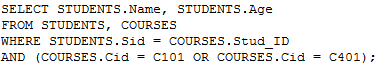 SELECT STUDENTS.Name, STUDENTS.Age
FROM STUDENTS, COURSES
WHERE STUDENTS.Sid = COURSES.Stud_ID
AND (COURSES.Cid = C101 OR COURSES.Cid = C401);